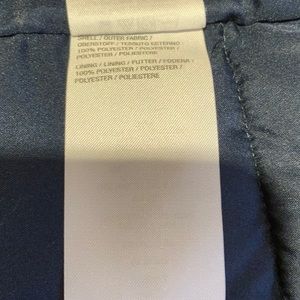 SHELL / OUTER FABRIC /
OBERSTOFF / TESSUTO ESTERNO :
100% POLYESTER / POLYESTER /
POLYESTER / POLIESTERE
LINING / LINING / FUTTER / FODERA :
100% POLYESTER / POLYESTER /
POLYESTER / POLIESTERE